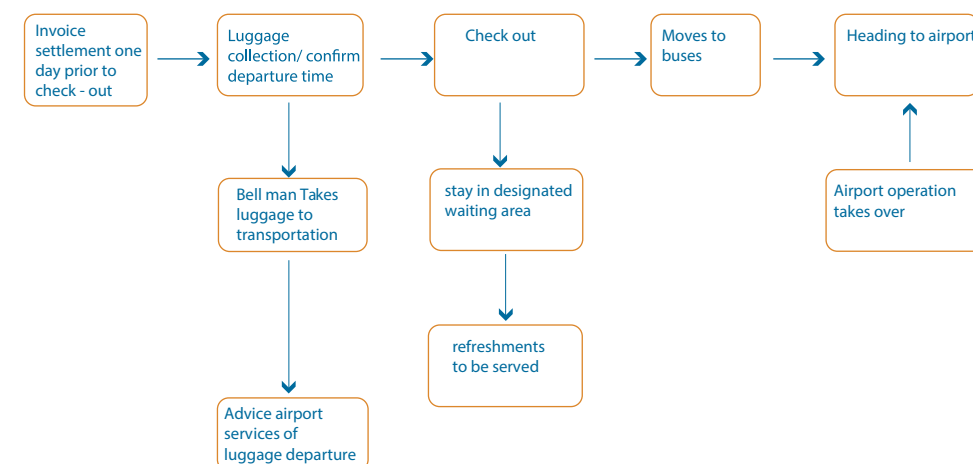 Invoice
settlement one
day prior to
check - out
Luggage
collection/ confirm
departure time
Check out
Moves to
buses
Heading to airport
Bell man Takes
luggage to
transportation
stay in designated
waiting area
Airport operation
takes over
refreshments
to be served
Advice airport
services of
luggage departure